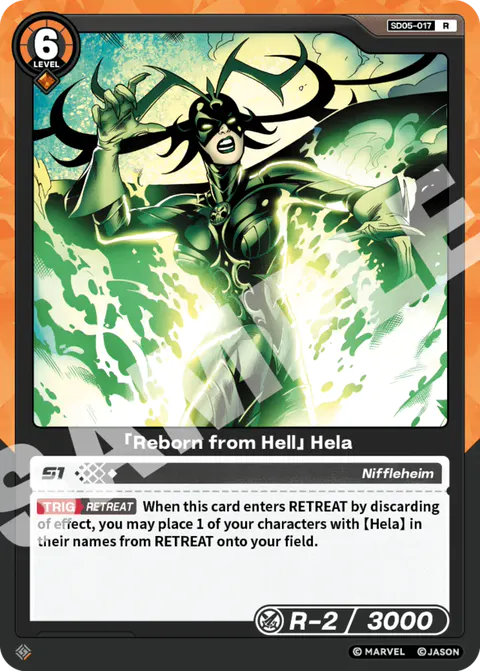 SD05-017 R
6
LEVEL
「Reborn from Hell」 Hela
S1
Niffleheim
TRIG RETREAT When this card enters RETREAT by discarding
of effect, you may place 1 of your characters with 【Hela】 in
their names from RETREAT onto your field.
R-2 / 3000
© MARVEL © JASON
SAMPLE